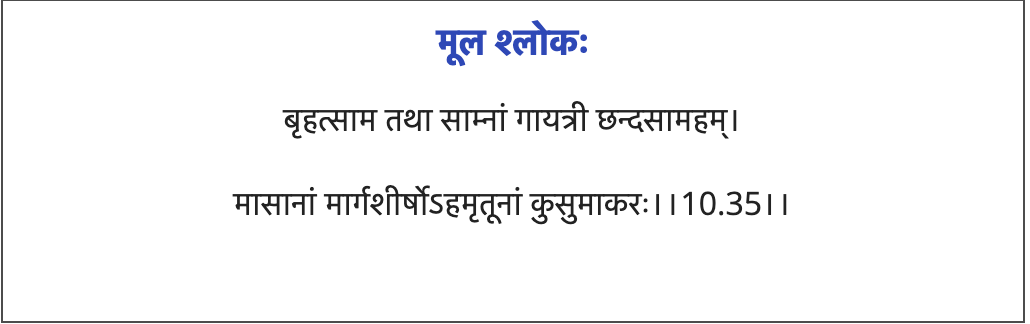 मूल श्लोकः
बृहत्साम तथा साम्नां गायत्री छन्दसामहम्।
मासानां मार्गशीर्षोऽहमृतूनां कुसुमाकरः।।10.35।।